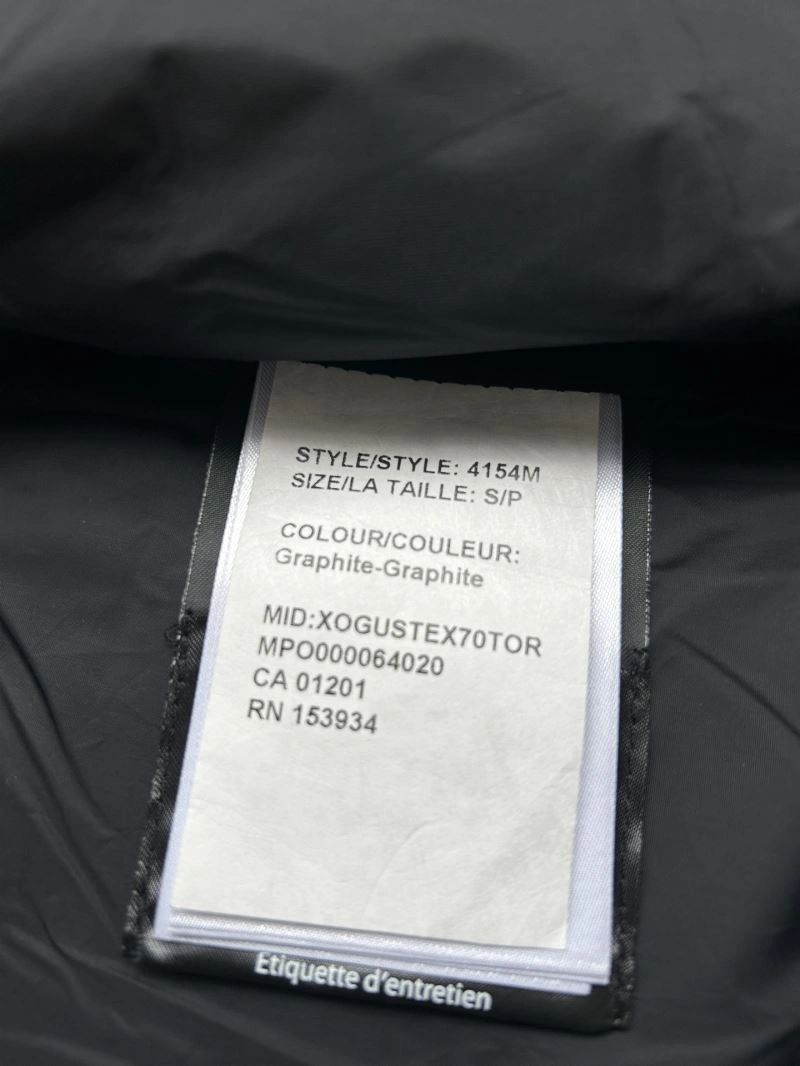 STYLE/STYLE: 4154M
SIZE/LA TAILLE: S/P
COLOUR/COULEUR:
Graphite-Graphite
MID:XOGUSTEX70TOR
MPO000064020
CA 01201
RN 153934
Etiquette d'entretien